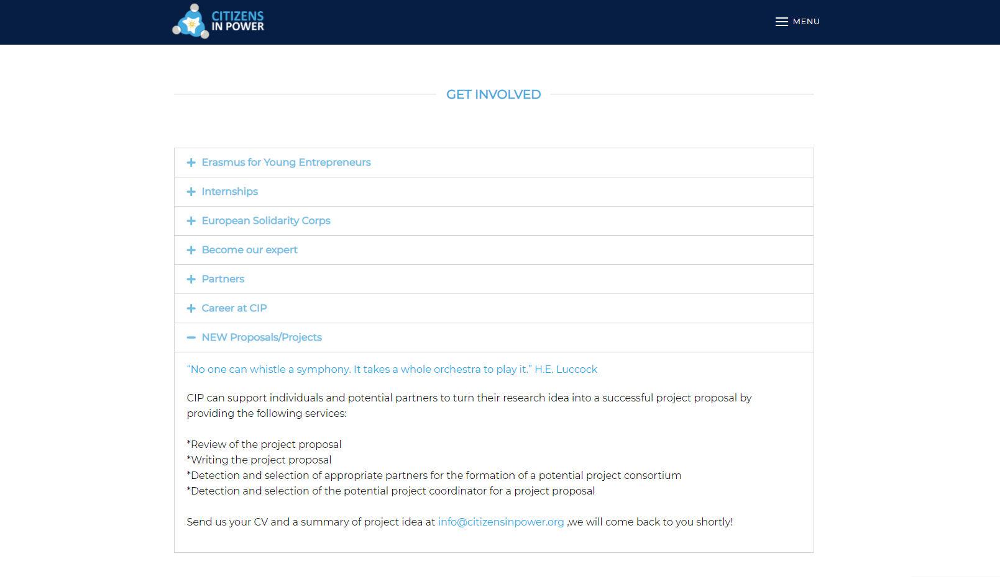 CITIZENS
IN POWER
MENU
GET INVOLVED
Erasmus for Young Entrepreneurs
Internships
European Solidarity Corps
Become our expert
Partners
Career at CIP
NEW Proposals/Projects
“No one can whistle a symphony. It takes a whole orchestra to play it.” H.E. Luccock
CIP can support individuals and potential partners to turn their research idea into a successful project proposal by
providing the following services:
*Review of the project proposal
*Writing the project proposal
*Detection and selection of appropriate partners for the formation of a potential project consortium
*Detection and selection of the potential project coordinator for a project proposal
Send us your CV and a summary of project idea at info@citizensinpower.org ,we will come back to you shortly!